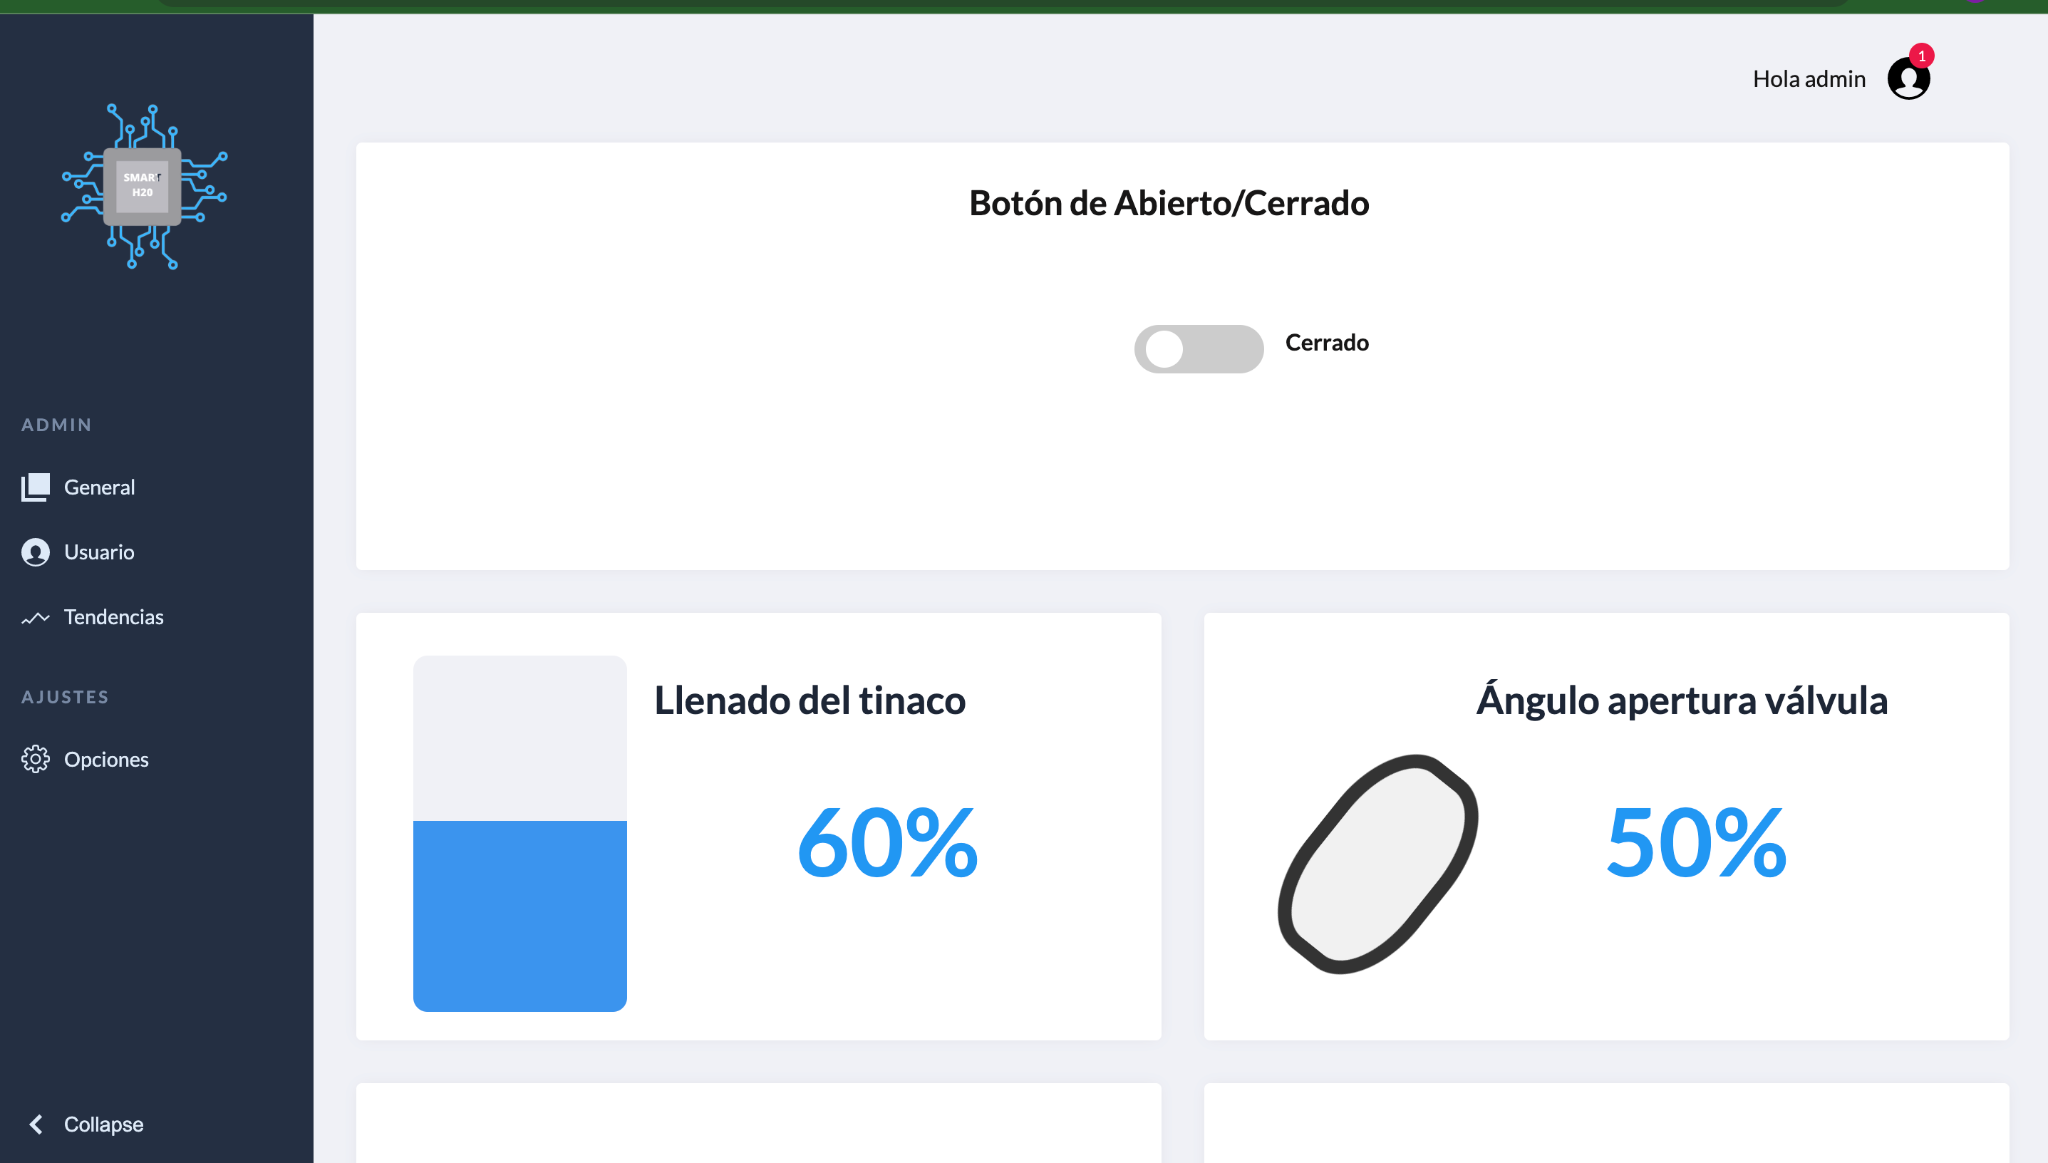 SMART
H20
ADMIN
General
Usuario
Tendencias
AJUSTES
Opciones
Collapse
Hola admin
1
Botón de Abierto/Cerrado
Cerrado
Llenado del tinaco
60%
Ángulo apertura válvula
50%